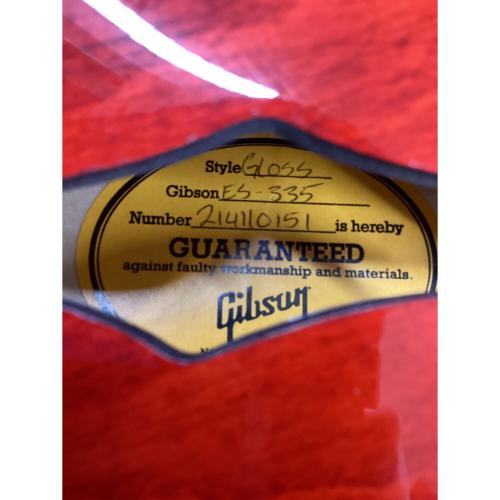 Style Gloss
Gibson ES-335
Number 214110151 is hereby
GUARANTEED
against faulty workmanship and materials.
Gibson